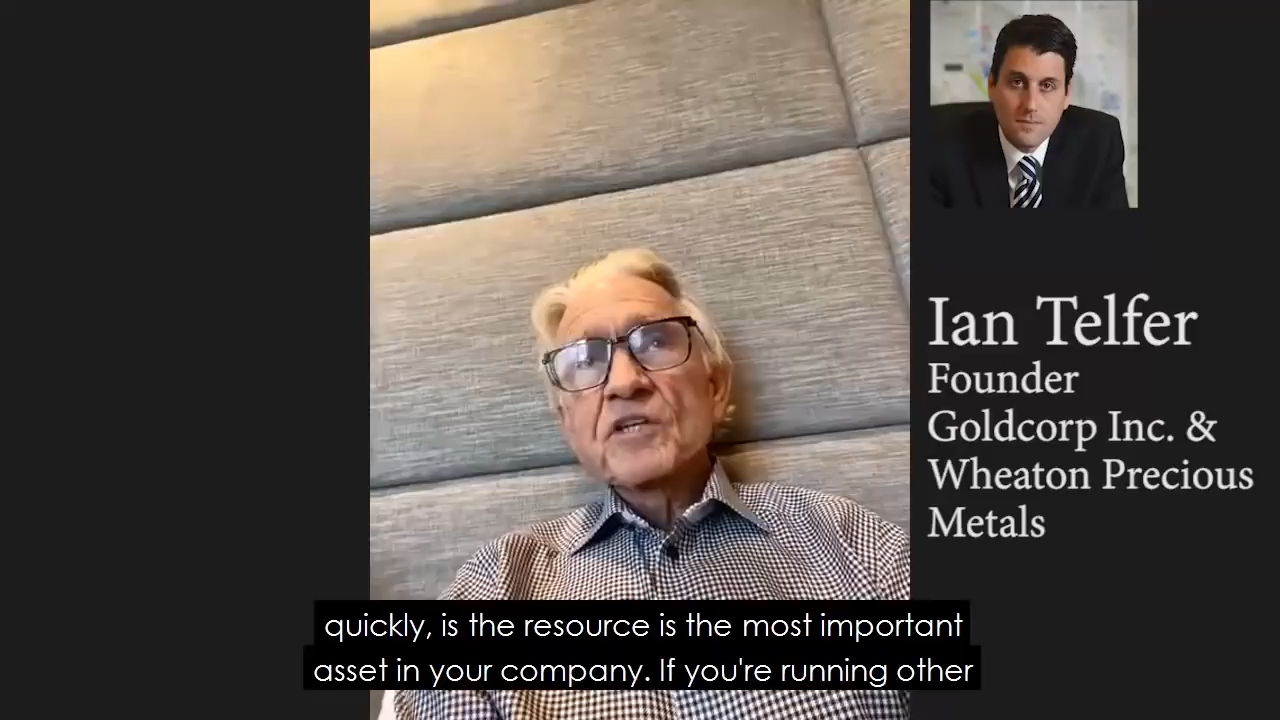 Ian Telfer
Founder
Goldcorp Inc. &
Wheaton Precious
Metals
quickly, is the resource is the most important
asset in your company. If you're running other